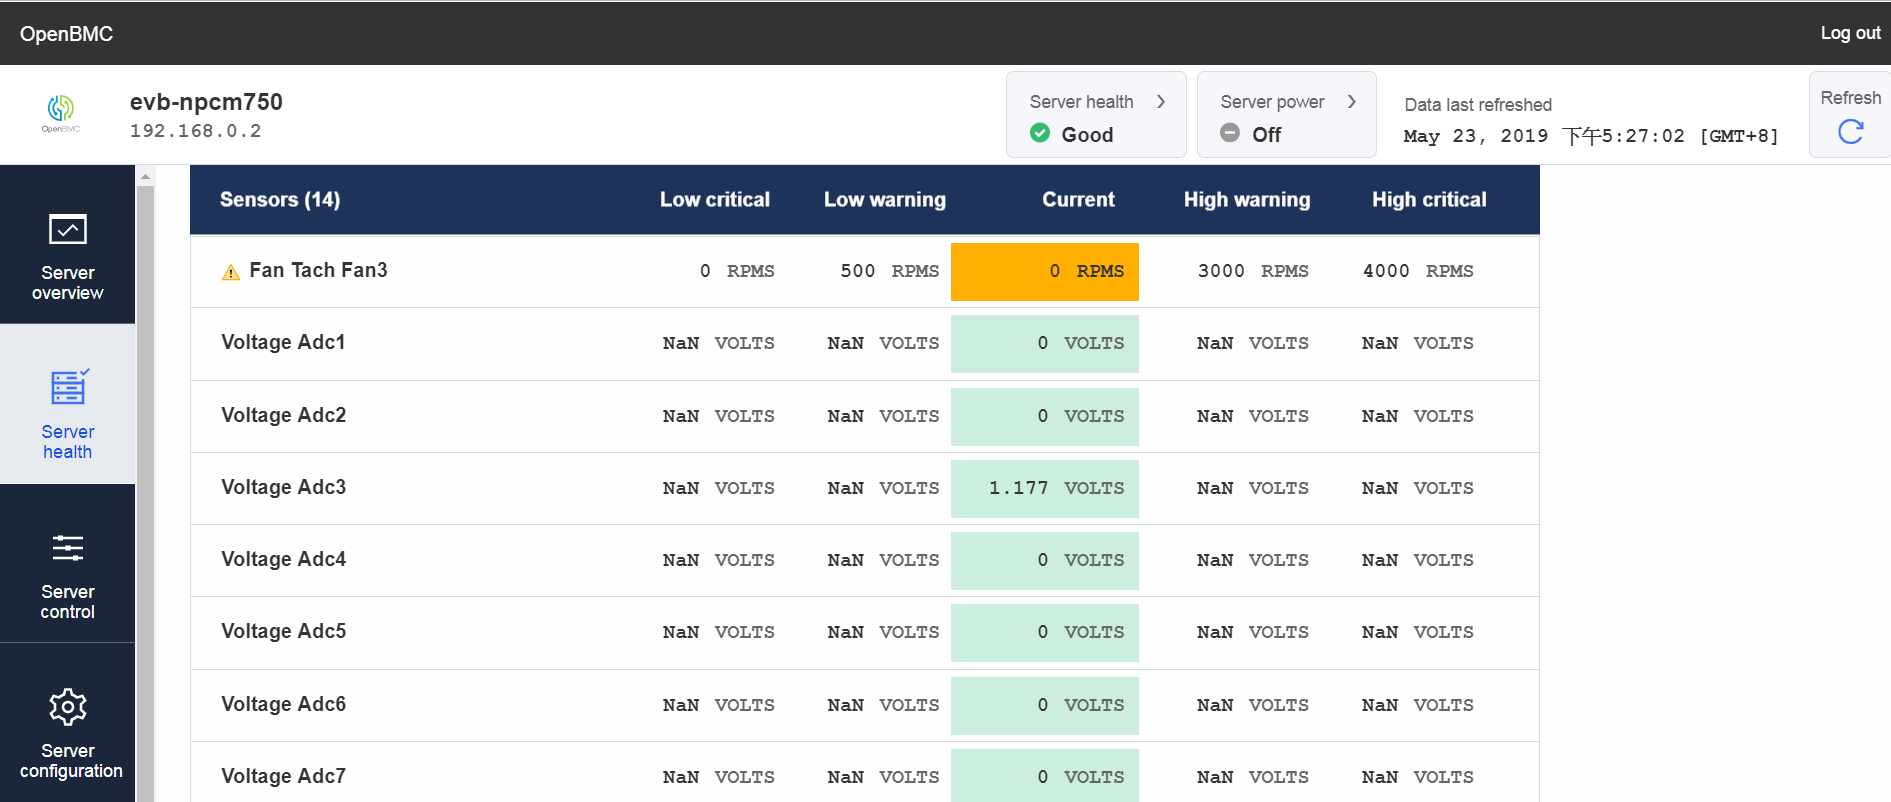 OpenBMC
Log out
OpenBMC
evb-npcm750
192.168.0.2
Server health
Good
Server power
Off
Data last refreshed
May 23, 2019 下午5:27:02 [GMT+8]
Refresh
Server
overview
Server
health
Server
control
Server
configuration
Sensors (14) Low critical Low warning Current High warning High critical
Fan Tach Fan3 0 RPMS 500 RPMS 0 RPMS 3000 RPMS 4000 RPMS
Voltage Adc1 NaN VOLTS NaN VOLTS 0 VOLTS NaN VOLTS NaN VOLTS
Voltage Adc2 NaN VOLTS NaN VOLTS 0 VOLTS NaN VOLTS NaN VOLTS
Voltage Adc3 NaN VOLTS NaN VOLTS 1.177 VOLTS NaN VOLTS NaN VOLTS
Voltage Adc4 NaN VOLTS NaN VOLTS 0 VOLTS NaN VOLTS NaN VOLTS
Voltage Adc5 NaN VOLTS NaN VOLTS 0 VOLTS NaN VOLTS NaN VOLTS
Voltage Adc6 NaN VOLTS NaN VOLTS 0 VOLTS NaN VOLTS NaN VOLTS
Voltage Adc7 NaN VOLTS NaN VOLTS 0 VOLTS NaN VOLTS NaN VOLTS